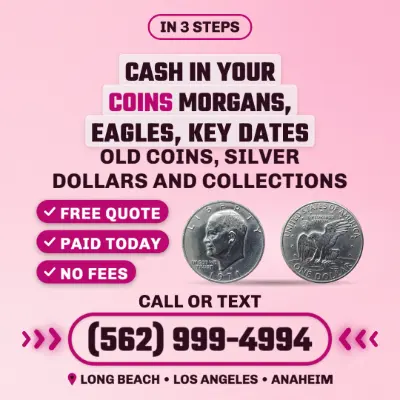 IN 3 STEPS
CASH IN YOUR
COINS MORGANS,
EAGLES, KEY DATES
OLD COINS, SILVER
DOLLARS AND COLLECTIONS
FREE QUOTE
PAID TODAY
NO FEES
LIBERTY
1971
UNITED STATES OF AMERICA
ONE DOLLAR
CALL OR TEXT
(562) 999-4994
LONG BEACH • LOS ANGELES • ANAHEIM